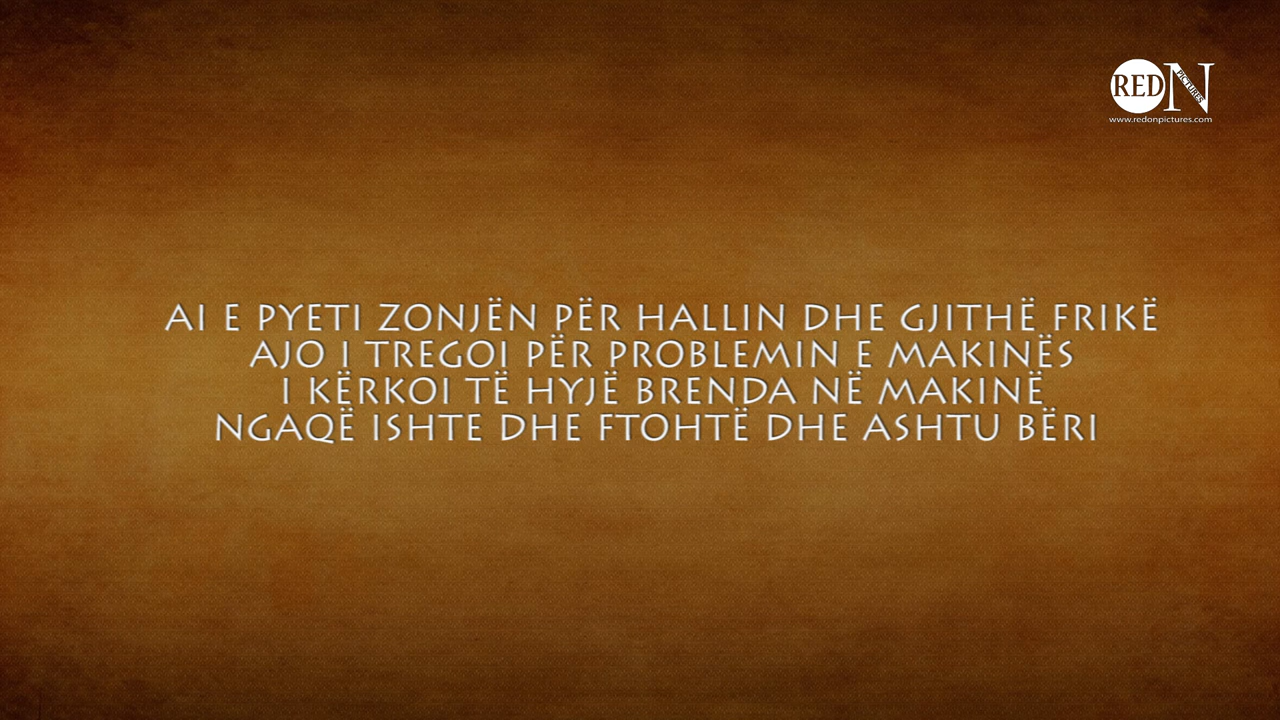 RED N
PICTURES
www.redonpictures.com
AI E PYETI ZONJËN PËR HALLIN DHE GJITHË FRIKË
AJO I TREGOI PËR PROBLEMIN E MAKINËS
I KËRKOI TË HYJË BRENDA NË MAKINË
NGAQË ISHTE DHE FTOHTË DHE ASHTU BËRI